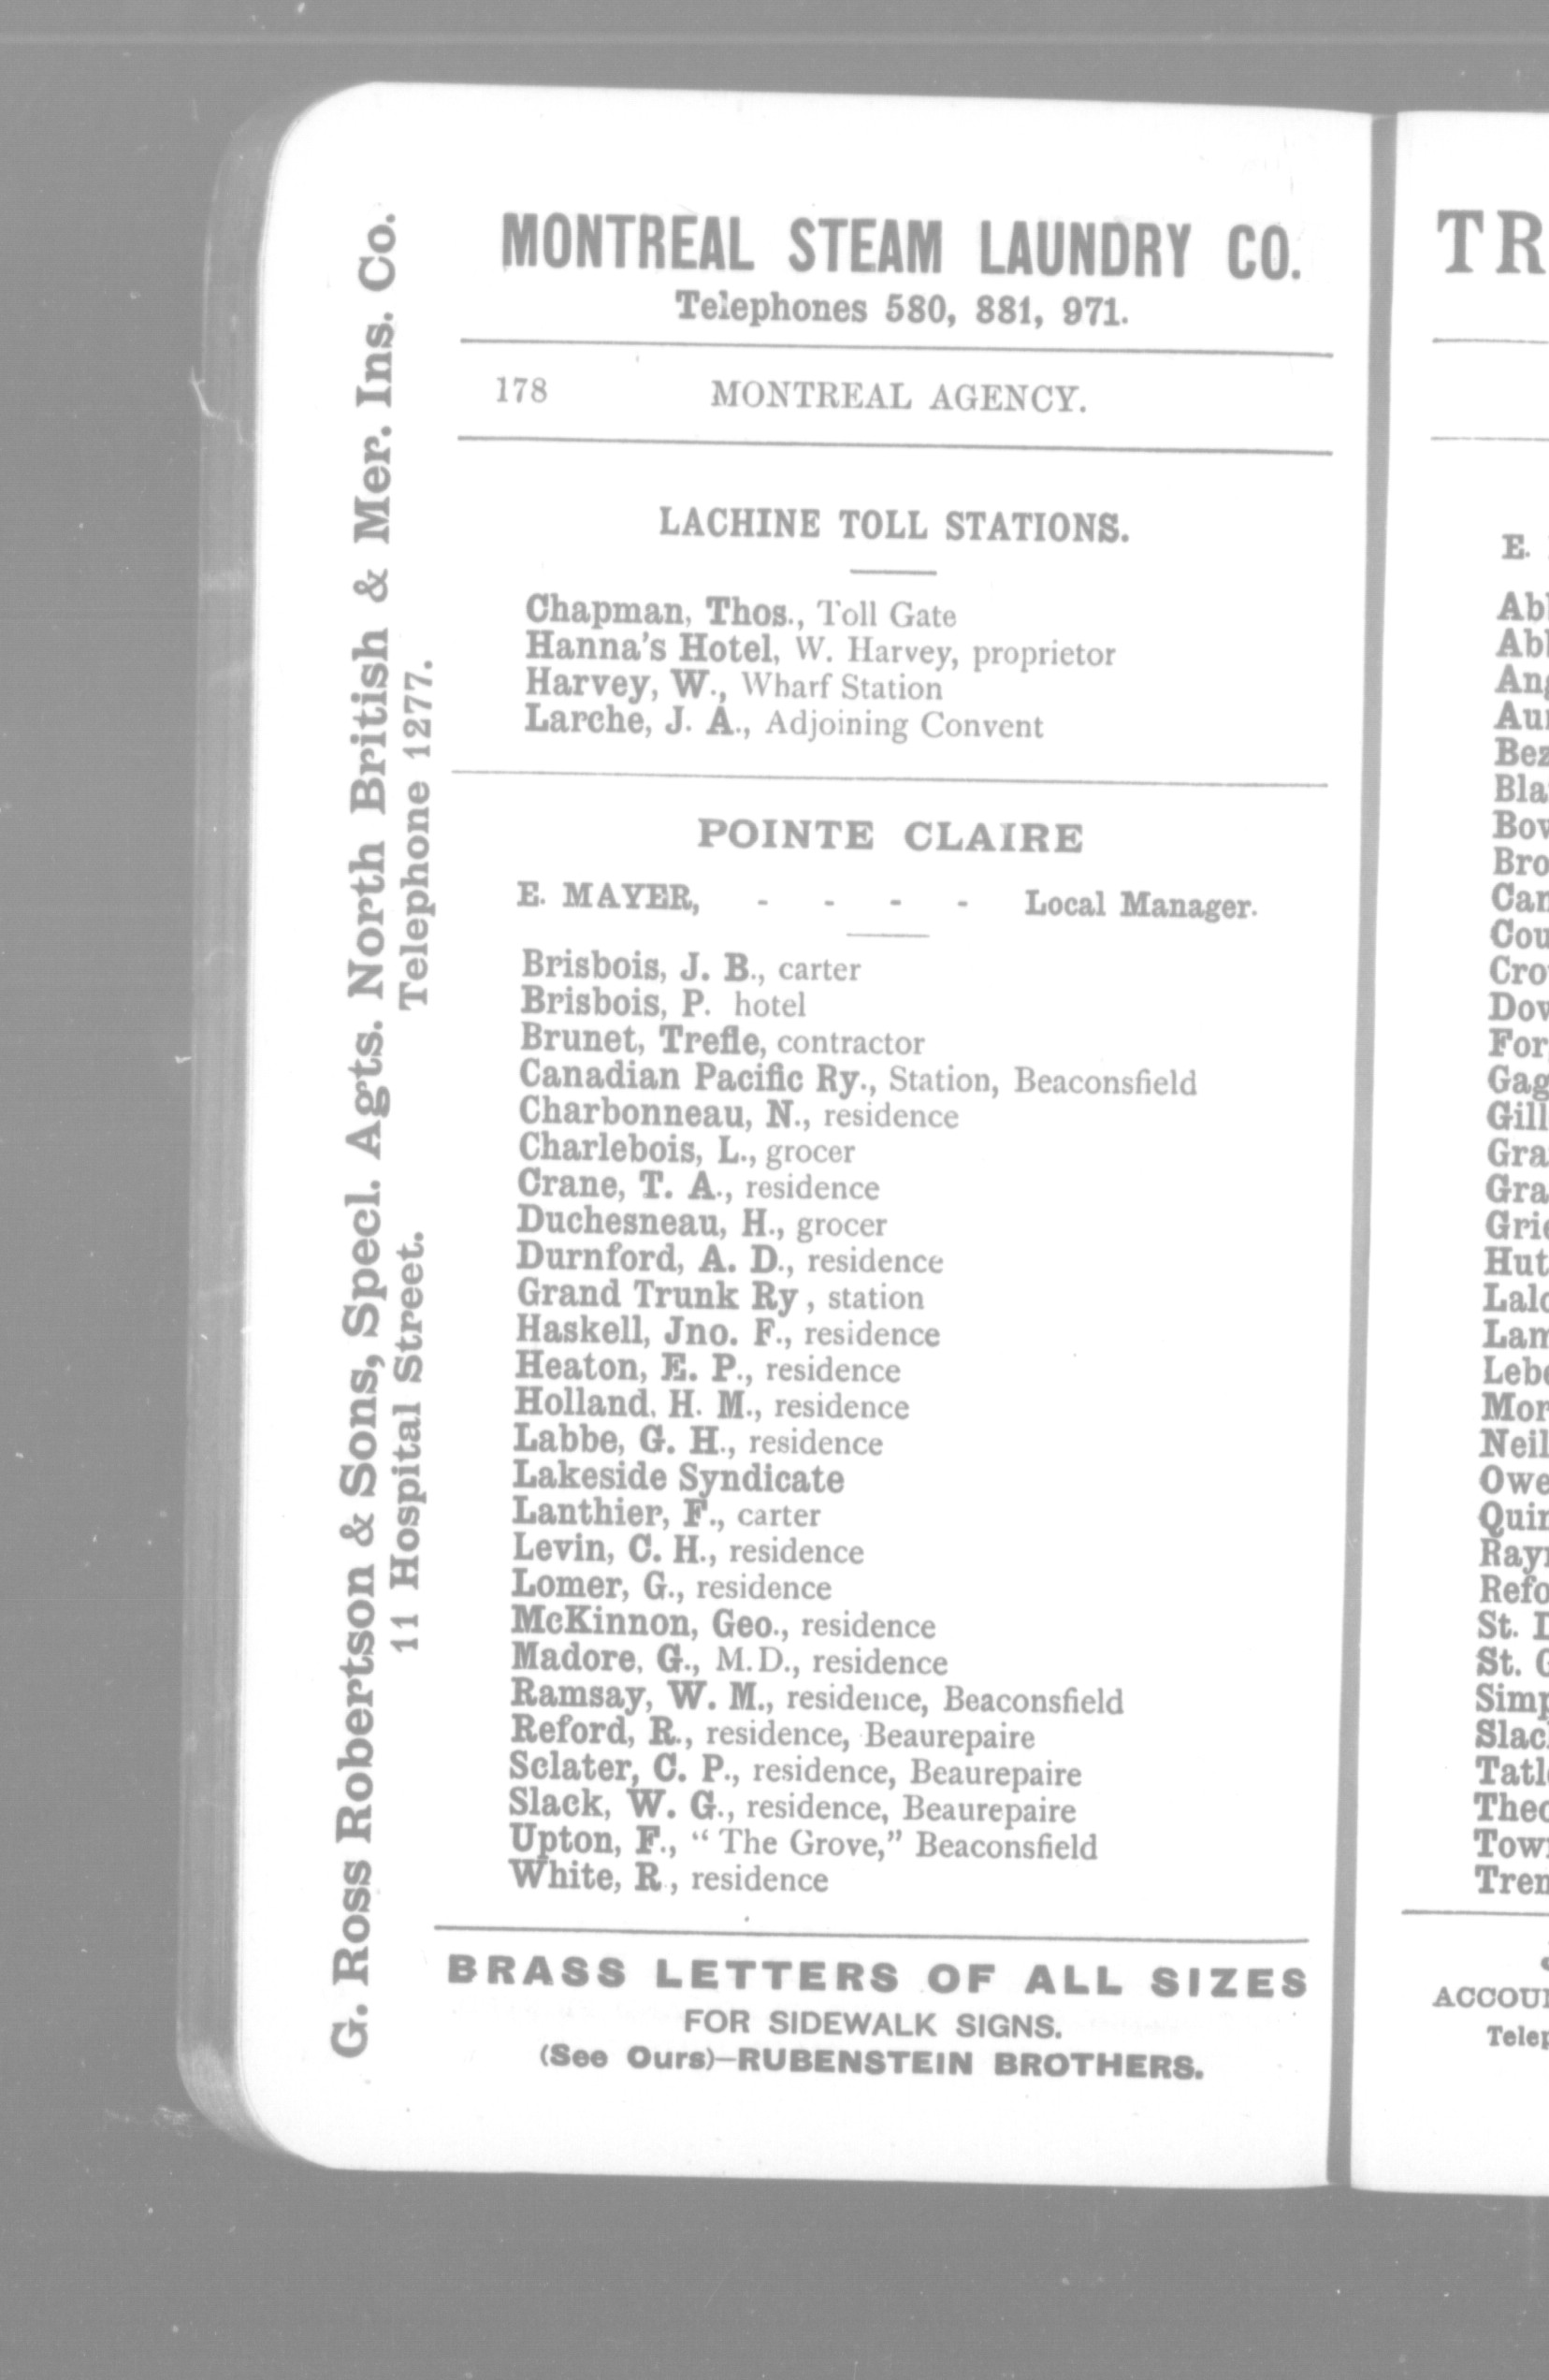 MONTREAL STEAM LAUNDRY CO.
Telephones 580, 881, 971.
178 MONTREAL AGENCY.
LACHINE TOLL STATIONS.
Chapman, Thos., Toll Gate
Hanna's Hotel, W. Harvey, proprietor
Harvey, W., Wharf Station
Larche, J. A., Adjoining Convent
POINTE CLAIRE
E. MAYER, - - - - Local Manager.
Brisbois, J. B., carter
Brisbois, P. hotel
Brunet, Trefle, contractor
Canadian Pacific Ry., Station, Beaconsfield
Charbonneau, N., residence
Charlebois, L., grocer
Crane, T. A., residence
Duchesneau, H., grocer
Durnford, A. D., residence
Grand Trunk Ry , station
Haskell, Jno. F., residence
Heaton, E. P., residence
Holland. H. M., residence
Labbe, G. H., residence
Lakeside Syndicate
Lanthier, F., carter
Levin, C. H., residence
Lomer, G., residence
McKinnon, Geo., residence
Madore. G., M.D., residence
Ramsay, W. M., residence, Beaconsfield
Reford, R., residence, Beaurepaire
Sclater, C. P., residence, Beaurepaire
Slack, W. G., residence, Beaurepaire
Upton, F., "The Grove," Beaconsfield
White, R., residence
BRASS LETTERS OF ALL SIZES
FOR SIDEWALK SIGNS.
(See Ours)—RUBENSTEIN BROTHERS.
G. Ross Robertson & Sons, Specl. Agts. North British & Mer. Ins. Co.
11 Hospital Street. Telephone 1277.
TR
E.